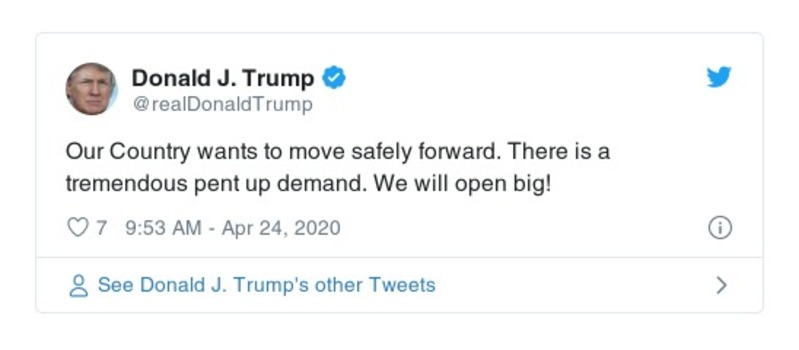 Donald J. Trump
@realDonaldTrump
Our Country wants to move safely forward. There is a
tremendous pent up demand. We will open big!
7 9:53 AM - Apr 24, 2020
See Donald J. Trump's other Tweets